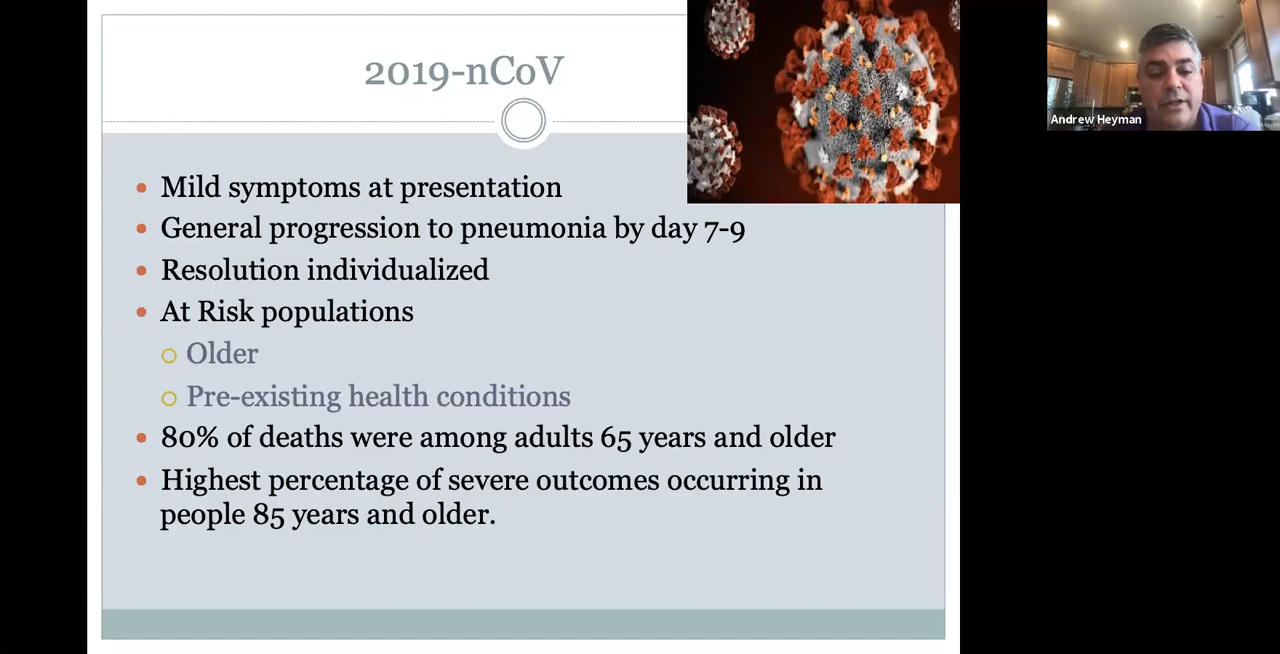 2019-nCoV
Andrew Heyman
Mild symptoms at presentation
General progression to pneumonia by day 7-9
Resolution individualized
At Risk populations
Older
Pre-existing health conditions
80% of deaths were among adults 65 years and older
Highest percentage of severe outcomes occurring in
people 85 years and older.